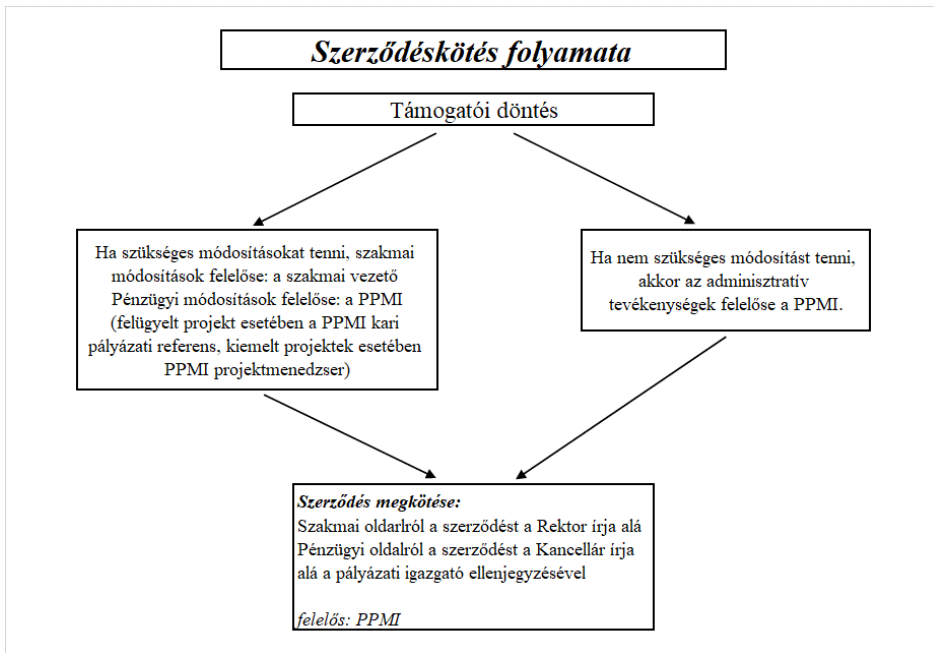 Szerződéskötés folyamata
Támogatói döntés
Ha szükséges módosításokat tenni, szakmai
módosítások felelőse: a szakmai vezető
Pénzügyi módosítások felelőse: a PPMI
(felügyelt projekt esetében a PPMI kari
pályázati referens, kiemelt projektek esetében
PPMI projektmenedzser)
Ha nem szükséges módosítást tenni,
akkor az adminisztratív
tevékenységek felelőse a PPMI.
Szerződés megkötése:
Szakmai oldarlról a szerződést a Rektor írja alá
Pénzügyi oldalról a szerződést a Kancellár írja
alá a pályázati igazgató ellenjegyzésével
felelős: PPMI